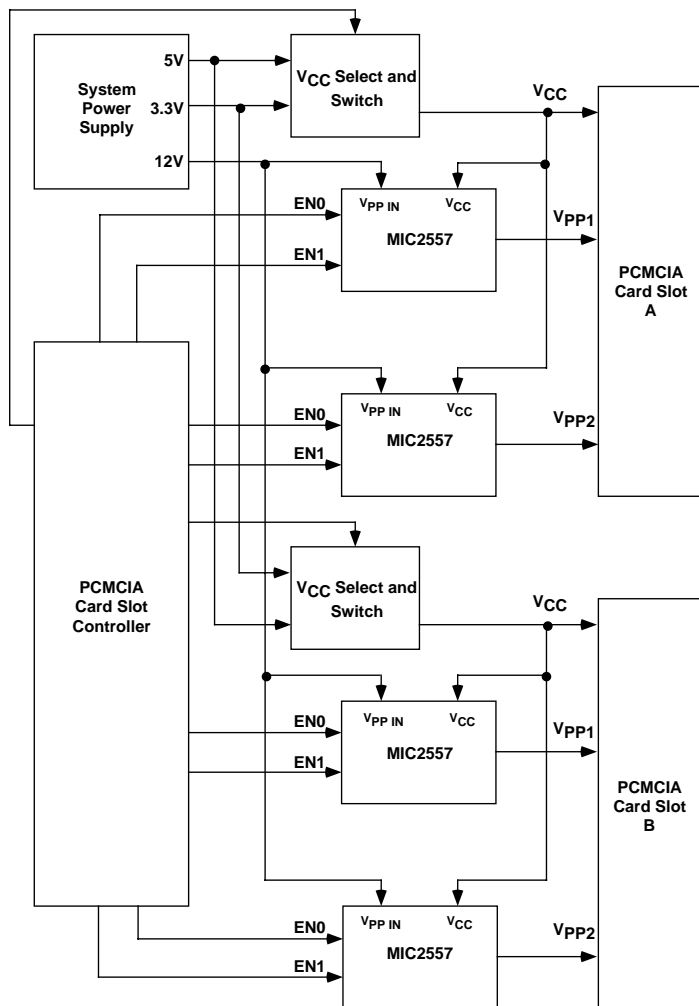 5V
System
Power
Supply
3.3V
12V
VCC Select and
Switch
VCC
EN0
VPP IN
VCC
MIC2557
VPP1
EN1
PCMCIA
Card Slot
A
EN0
VPP IN
VCC
MIC2557
VPP2
EN1
PCMCIA
Card Slot
Controller
VCC Select and
Switch
VCC
EN0
VPP IN
VCC
MIC2557
VPP1
EN1
PCMCIA
Card Slot
B
EN0
VPP IN
VCC
MIC2557
VPP2
EN1